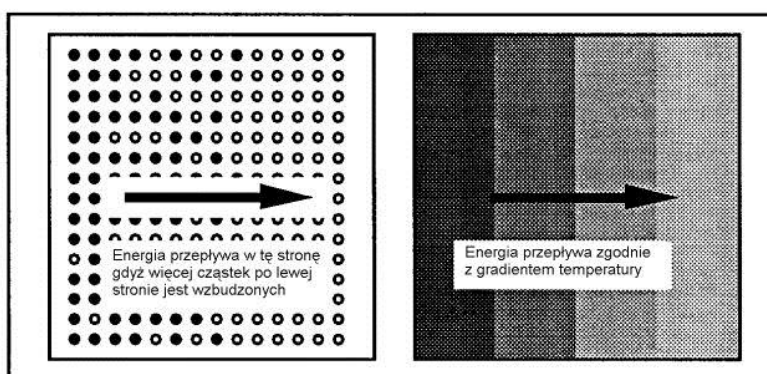 Energia przepływa w tę stronę
gdyż więcej cząstek po lewej
stronie jest wzbudzonych
Energia przepływa zgodnie
z gradientem temperatury